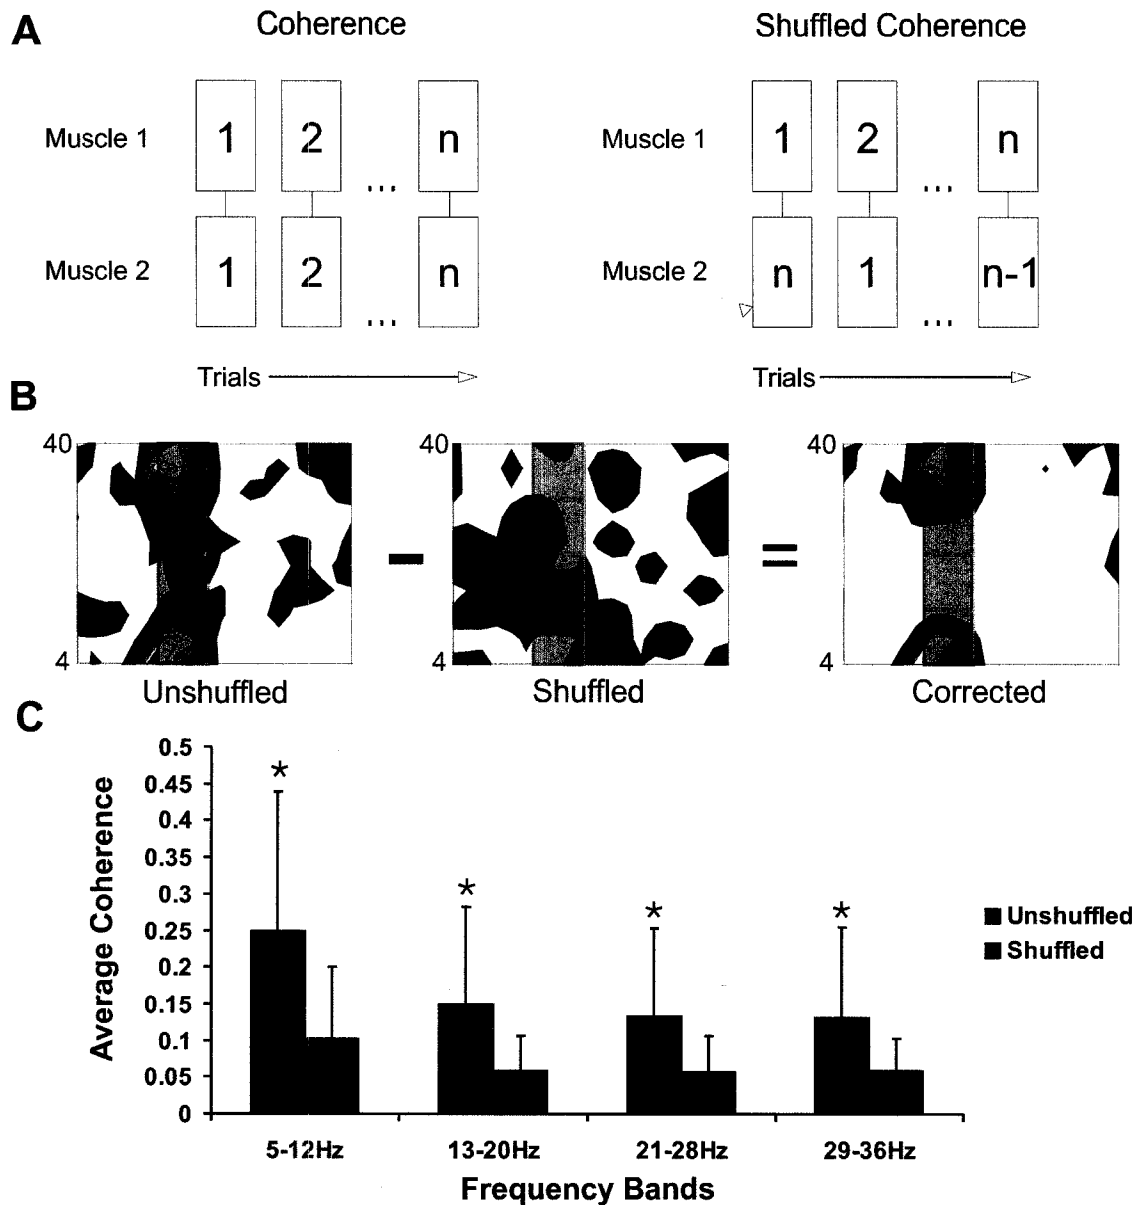 A
Coherence
Shuffled Coherence
Muscle 1
1
2
...
n
Muscle 2
1
2
...
n
Trials
Muscle 1
1
2
...
n
Muscle 2
n
1
...
n-1
Trials
B
40
4
Unshuffled
-
40
4
Shuffled
=
40
4
Corrected
C
Average Coherence
0.5
0.45
0.4
0.35
0.3
0.25
0.2
0.15
0.1
0.05
0
*
*
*
*
5-12Hz
13-20Hz
21-28Hz
29-36Hz
Frequency Bands
Unshuffled
Shuffled